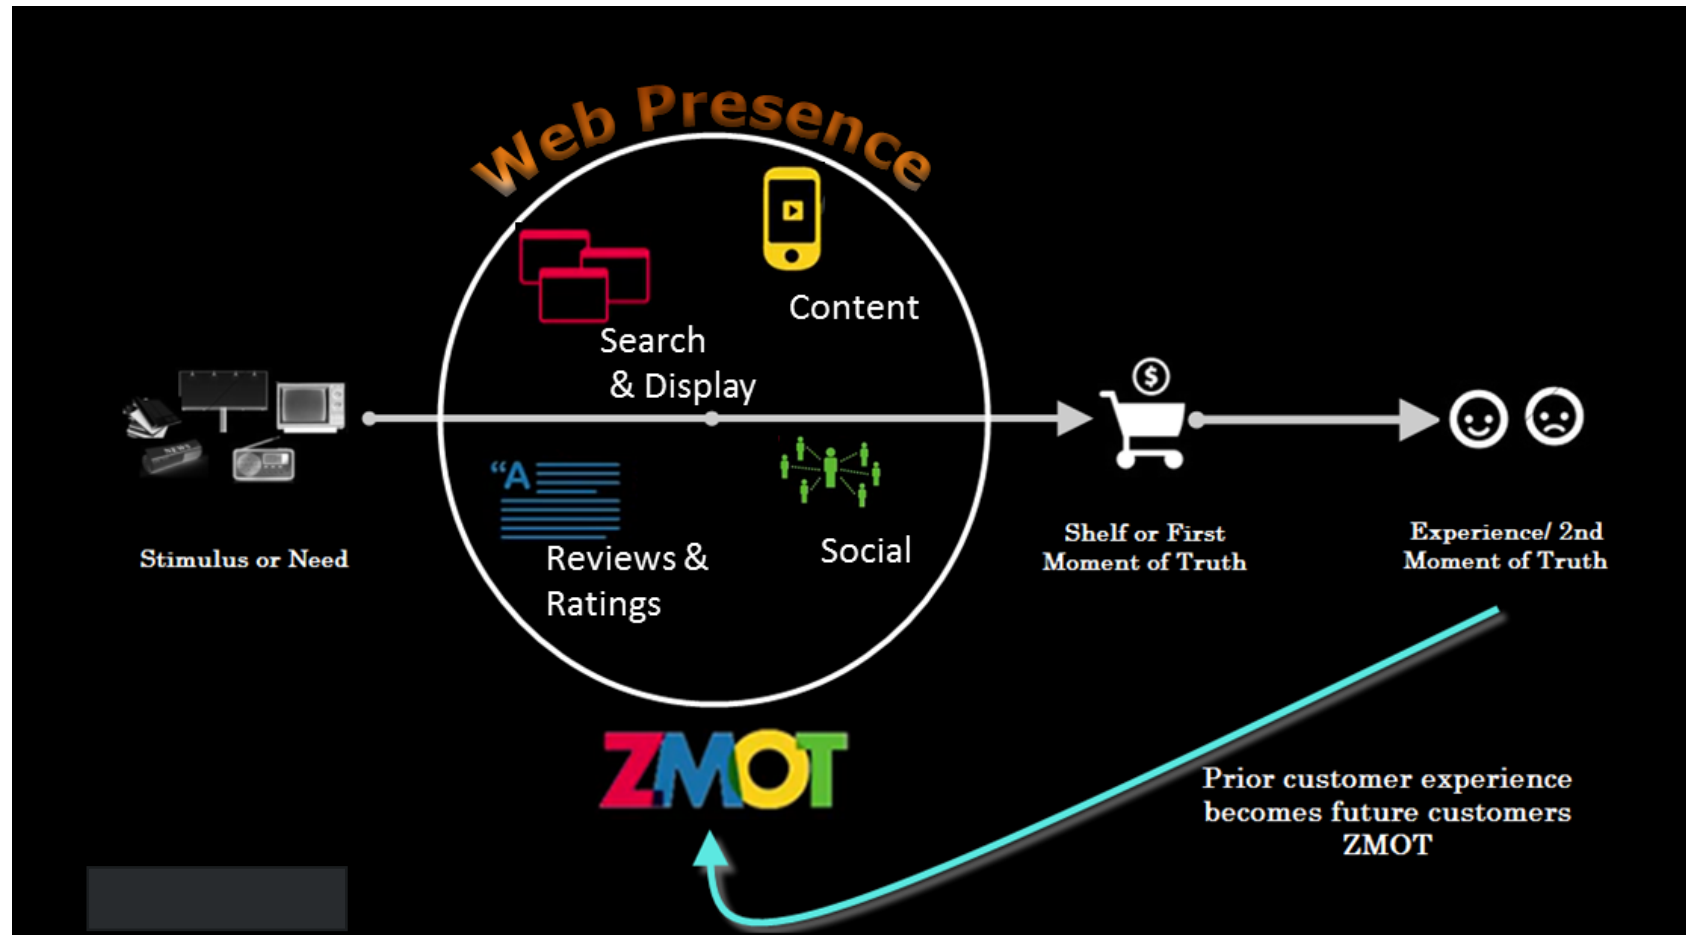 Web Presence
Content
Search
& Display
$
NEWS
“A
Reviews &
Ratings
Social
Stimulus or Need
Shelf or First
Moment of Truth
Experience/ 2nd
Moment of Truth
ZMOT
Prior customer experience
becomes future customers
ZMOT